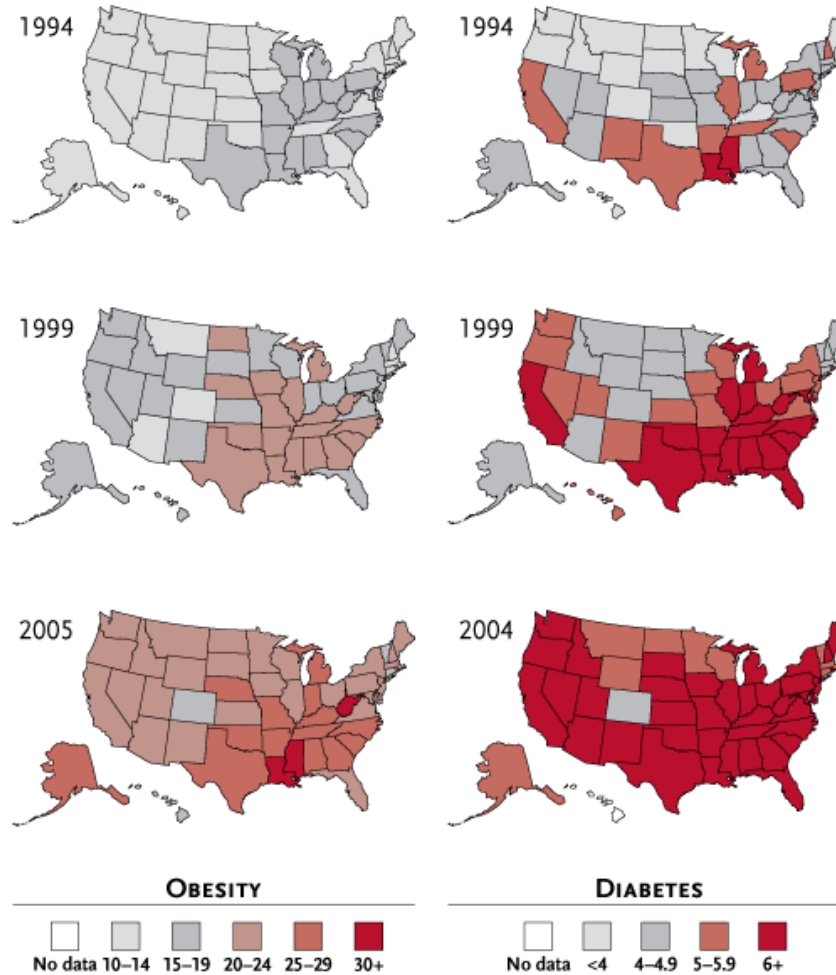 1994
1994
1999
1999
2005
2004
OBESITY
DIABETES
No data 10–14 15–19 20–24 25–29 30+
No data <4 4–4.9 5–5.9 6+